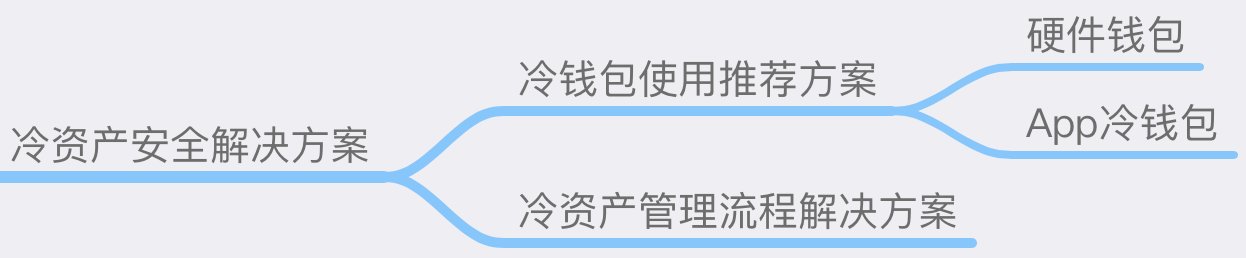 冷资产安全解决方案
冷钱包使用推荐方案
硬件钱包
App冷钱包
冷资产管理流程解决方案